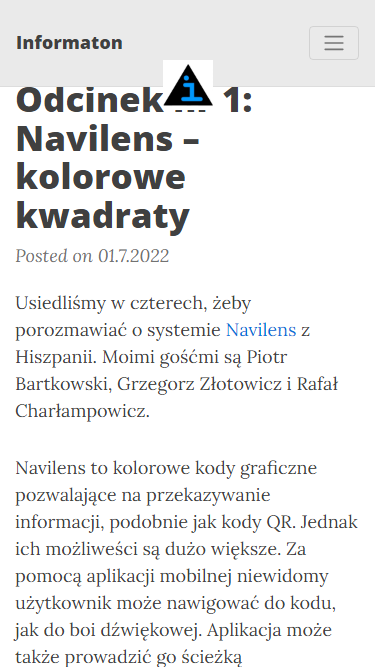 Informaton
Odcinek 1:
Navilens –
kolorowe
kwadraty
Posted on 01.7.2022
Usiedliśmy w czterech, żeby
porozmawiać o systemie Navilens z
Hiszpanii. Moimi gośćmi są Piotr
Bartkowski, Grzegorz Złotowicz i Rafał
Charłampowicz.
Navilens to kolorowe kody graficzne
pozwalające na przekazywanie
informacji, podobnie jak kody QR. Jednak
ich możliweści są dużo większe. Za
pomocą aplikacji mobilnej niewidomy
użytkownik może nawigować do kodu,
jak do boi dźwiękowej. Aplikacja może
także prowadzić go ścieżką